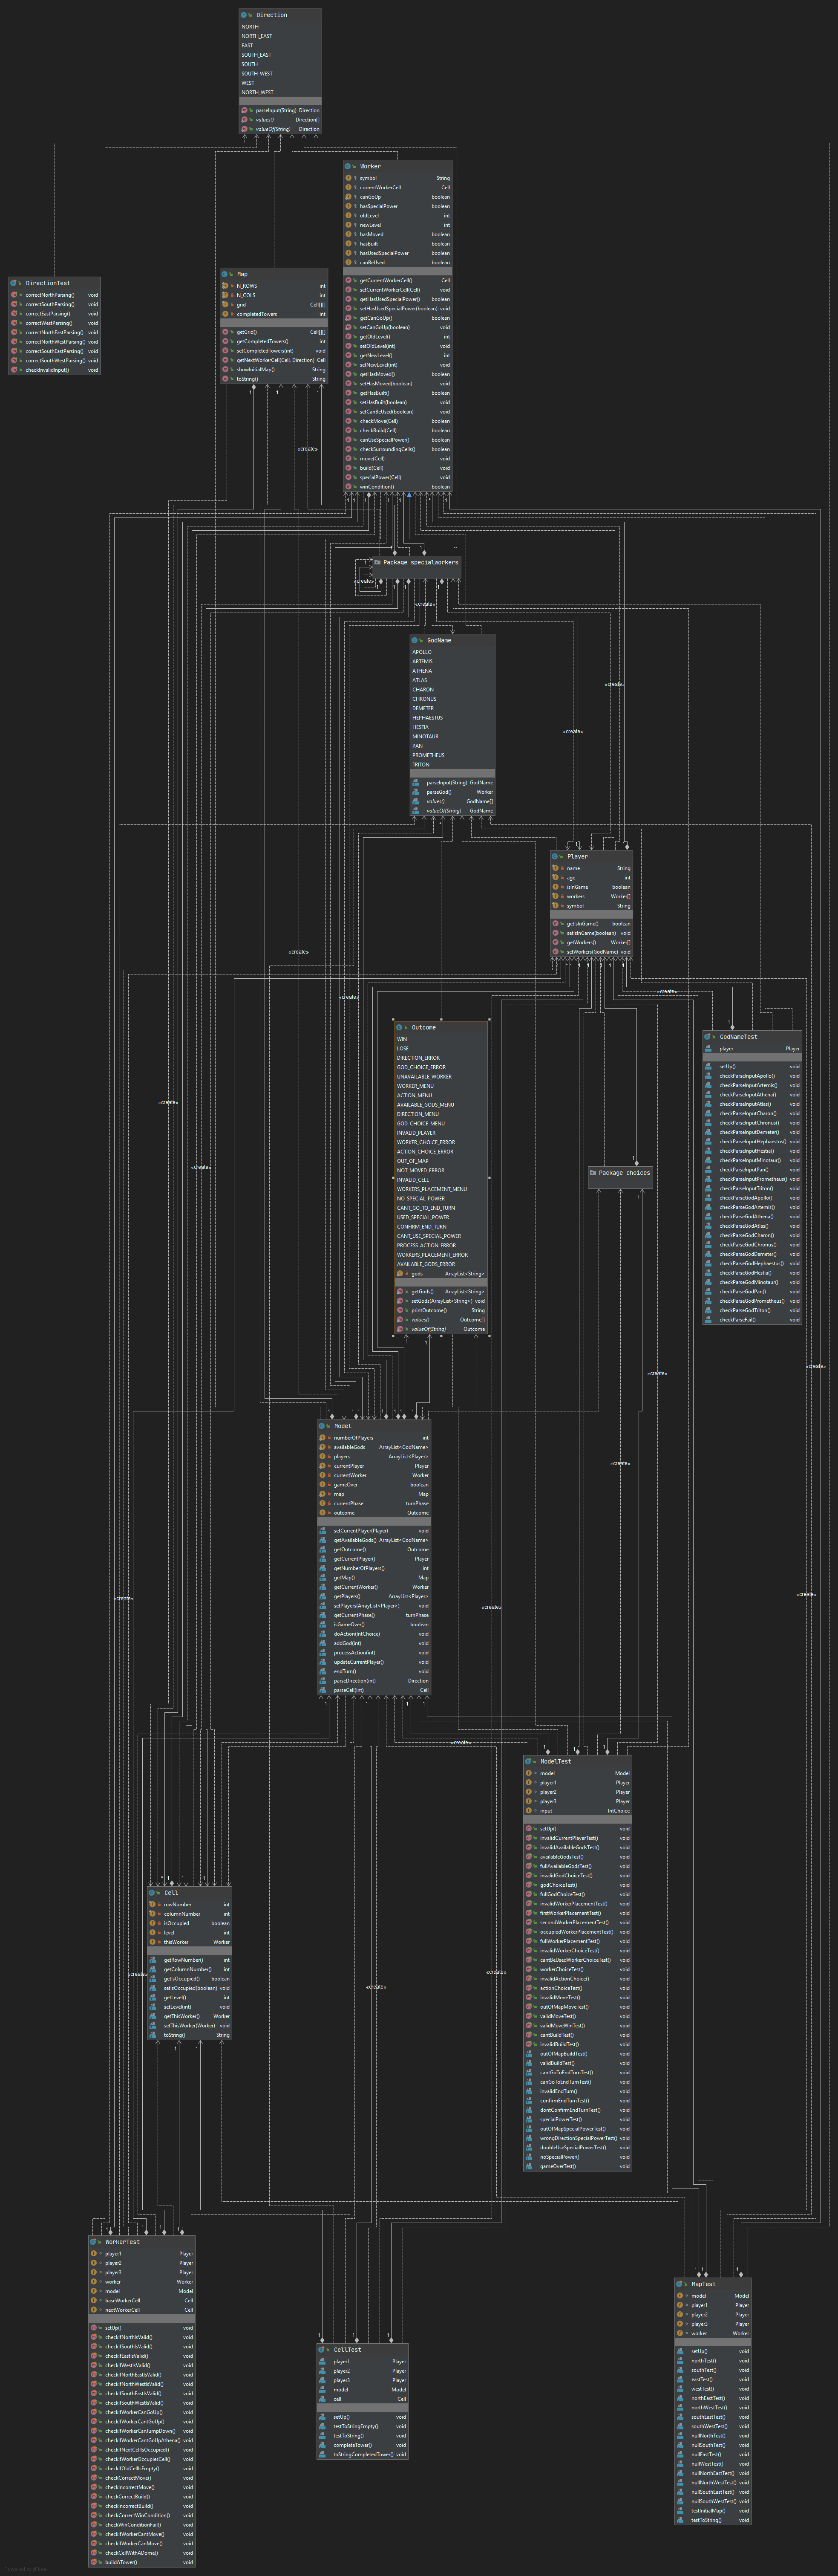 Direction
NORTH
NORTH_EAST
EAST
SOUTH_EAST
SOUTH
SOUTH_WEST
WEST
NORTH_WEST
parseInput(String) Direction
values() Direction[]
valueOf(String) Direction
Worker
symbol String
currentWorkerCell Cell
canGoUp boolean
hasSpecialPower boolean
oldLevel int
newLevel int
hasMoved boolean
hasBuilt boolean
hasUsedSpecialPower boolean
canBeUsed boolean
getCurrentWorkerCell() Cell
setCurrentWorkerCell(Cell) void
getHasUsedSpecialPower() boolean
setHasUsedSpecialPower(boolean) void
getCanGoUp() boolean
setCanGoUp(boolean) void
getOldLevel() int
setOldLevel(int) void
getNewLevel() int
setNewLevel(int) void
getHasMoved() boolean
setHasMoved(boolean) void
getHasBuilt() boolean
setHasBuilt(boolean) void
setCanBeUsed(boolean) void
checkMove(Cell) boolean
checkBuild(Cell) boolean
canUseSpecialPower() boolean
checkSurroundingCells() boolean
move(Cell) void
build(Cell) void
specialPower(Cell) void
winCondition() boolean
Map
N_ROWS int
N_COLS int
grid Cell[][]
completedTowers int
getGrid() Cell[][]
getCompletedTowers() int
setCompletedTowers(int) void
getNextWorkerCell(Cell, Direction) Cell
showInitialMap() String
toString() String
DirectionTest
correctNorthParsing() void
correctSouthParsing() void
correctEastParsing() void
correctWestParsing() void
correctNorthEastParsing() void
correctNorthWestParsing() void
correctSouthEastParsing() void
correctSouthWestParsing() void
checkInvalidInput() void
«create»
Package specialworkers
«create»
«create»
GodName
APOLLO
ARTEMIS
ATHENA
ATLAS
CHARON
CHRONUS
DEMETER
HEPHAESTUS
HESTIA
MINOTAUR
PAN
PROMETHEUS
TRITON
parseInput(String) GodName
parseGod() Worker
values() GodName[]
valueOf(String) GodName
«create»
«create»
Player
name String
age int
isInGame boolean
workers Worker[]
symbol String
getIsInGame() boolean
setIsInGame(boolean) void
getWorkers() Worker[]
setWorkers(GodName) void
«create»
«create»
«create»
Outcome
WIN
LOSE
DIRECTION_ERROR
GOD_CHOICE_ERROR
UNAVAILABLE_WORKER
WORKER_MENU
ACTION_MENU
AVAILABLE_GODS_MENU
DIRECTION_MENU
GOD_CHOICE_MENU
INVALID_PLAYER
WORKER_CHOICE_ERROR
ACTION_CHOICE_ERROR
OUT_OF_MAP
NOT_MOVED_ERROR
INVALID_CELL
WORKERS_PLACEMENT_MENU
NO_SPECIAL_POWER
CANT_GO_TO_END_TURN
USED_SPECIAL_POWER
CONFIRM_END_TURN
CANT_USE_SPECIAL_POWER
PROCESS_ACTION_ERROR
WORKERS_PLACEMENT_ERROR
AVAILABLE_GODS_ERROR
gods ArrayList<String>
getGods() ArrayList<String>
setGods(ArrayList<String>) void
printOutcome() String
values() Outcome[]
valueOf(String) Outcome
GodNameTest
player Player
setUp() void
checkParseInputApollo() void
checkParseInputArtemis() void
checkParseInputAthena() void
checkParseInputAtlas() void
checkParseInputCharon() void
checkParseInputChronus() void
checkParseInputDemeter() void
checkParseInputHephaestus() void
checkParseInputHestia() void
checkParseInputMinotaur() void
checkParseInputPan() void
checkParseInputPrometheus() void
checkParseInputTriton() void
checkParseGodApollo() void
checkParseGodArtemis() void
checkParseGodAthena() void
checkParseGodAtlas() void
checkParseGodCharon() void
checkParseGodChronus() void
checkParseGodDemeter() void
checkParseGodHephaestus() void
checkParseGodHestia() void
checkParseGodMinotaur() void
checkParseGodPan() void
checkParseGodPrometheus() void
checkParseGodTriton() void
checkParseFail() void
«create»
«create»
Package choices
«create»
«create»
Model
numberOfPlayers int
availableGods ArrayList<GodName>
players ArrayList<Player>
currentPlayer Player
currentWorker Worker
gameOver boolean
map Map
currentPhase turnPhase
outcome Outcome
setCurrentPlayer(Player) void
getAvailableGods() ArrayList<GodName>
getOutcome() Outcome
getCurrentPlayer() Player
getNumberOfPlayers() int
getMap() Map
getCurrentWorker() Worker
getPlayers() ArrayList<Player>
setPlayers(ArrayList<Player>) void
getCurrentPhase() turnPhase
isGameOver() boolean
doAction(IntChoice) void
addGod(int) void
processAction(int) void
updateCurrentPlayer() void
endTurn() void
parseDirection(int) Direction
parseCell(int) Cell
«create»
«create»
«create»
«create»
ModelTest
model Model
player1 Player
player2 Player
player3 Player
input IntChoice
setUp() void
invalidCurrentPlayerTest() void
invalidAvailableGodsTest() void
availableGodsTest() void
fullAvailableGodsTest() void
invalidGodChoiceTest() void
godChoiceTest() void
fullGodChoiceTest() void
invalidWorkerPlacementTest() void
firstWorkerPlacementTest() void
secondWorkerPlacementTest() void
occupiedWorkerPlacementTest() void
fullWorkerPlacementTest() void
invalidWorkerChoiceTest() void
cantBeUsedWorkerChoiceTest() void
workerChoiceTest() void
invalidActionChoice() void
actionChoiceTest() void
invalidMoveTest() void
outOfMapMoveTest() void
validMoveTest() void
validMoveWinTest() void
cantBuildTest() void
invalidBuildTest() void
outOfMapBuildTest() void
validBuildTest() void
cantGoToEndTurnTest() void
canGoToEndTurnTest() void
invalidEndTurn() void
confirmEndTurnTest() void
dontConfirmEndTurnTest() void
specialPowerTest() void
outOfMapSpecialPowerTest() void
wrongDirectionSpecialPowerTest() void
doubleUseSpecialPowerTest() void
noSpecialPower() void
gameOverTest() void
Cell
rowNumber int
columnNumber int
isOccupied boolean
level int
thisWorker Worker
getRowNumber() int
getColumnNumber() int
getIsOccupied() boolean
setIsOccupied(boolean) void
getLevel() int
setLevel(int) void
getThisWorker() Worker
setThisWorker(Worker) void
toString() String
«create»
«create»
«create»
WorkerTest
player1 Player
player2 Player
player3 Player
worker Worker
model Model
baseWorkerCell Cell
nextWorkerCell Cell
setUp() void
checkIfNorthIsValid() void
checkIfSouthIsValid() void
checkIfEastIsValid() void
checkIfWestIsValid() void
checkIfNorthEastIsValid() void
checkIfNorthWestIsValid() void
checkIfSouthEastIsValid() void
checkIfSouthWestIsValid() void
checkIfWorkerCanGoUp() void
checkIfWorkerCantGoUp() void
checkIfWorkerCanJumpDown() void
checkIfWorkerCantGoUpAthena() void
checkIfNextCellIsOccupied() void
checkIfWorkerOccupiesCell() void
checkIfOldCellIsEmpty() void
checkCorrectMove() void
checkIncorrectMove() void
checkCorrectBuild() void
checkIncorrectBuild() void
checkCorrectWinCondition() void
checkWinConditionFail() void
checkIfWorkerCantMove() void
checkIfWorkerCanMove() void
checkCellWithADome() void
buildATower() void
CellTest
player1 Player
player2 Player
player3 Player
model Model
cell Cell
setUp() void
testToStringEmpty() void
testToString() void
completeTower() void
toStringCompletedTower() void
MapTest
model Model
player1 Player
player2 Player
player3 Player
worker Worker
setUp() void
northTest() void
southTest() void
eastTest() void
westTest() void
northEastTest() void
northWestTest() void
southEastTest() void
southWestTest() void
nullNorthTest() void
nullSouthTest() void
nullEastTest() void
nullWestTest() void
nullNorthEastTest() void
nullNorthWestTest() void
nullSouthEastTest() void
nullSouthWestTest() void
testInitialMap() void
testToString() void